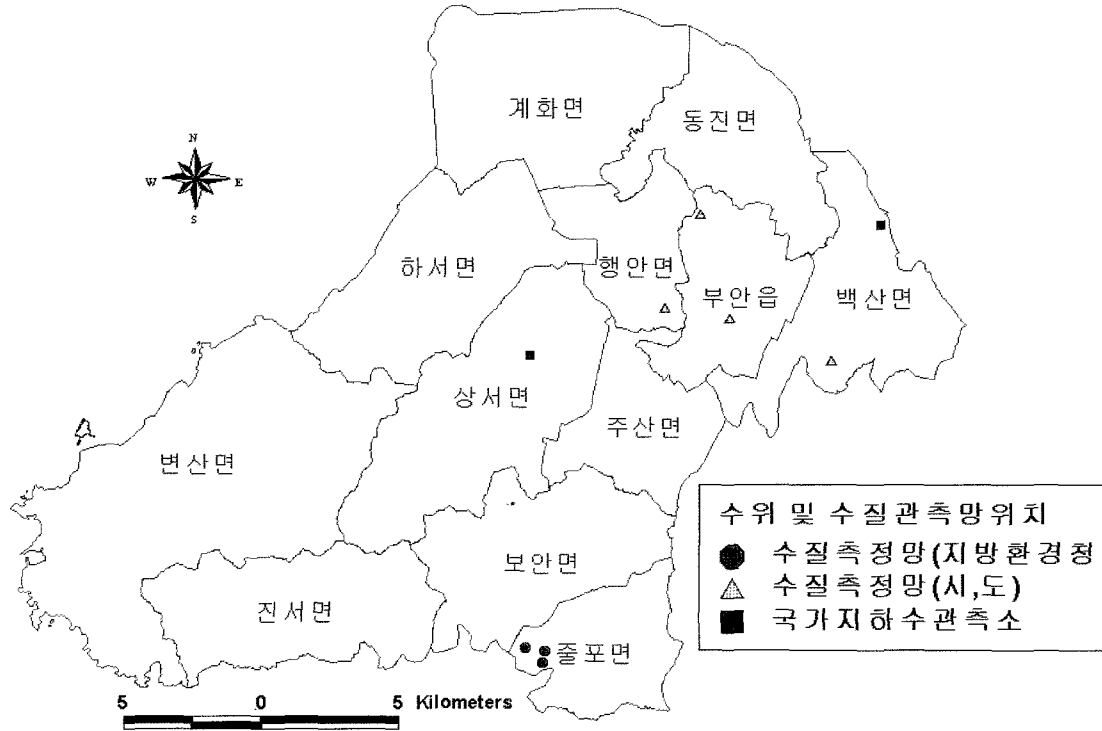 계화면
동진면
N
W E
S
하서면
행안면
부안읍
백산면
상서면
주산면
변산면
수위 및 수질관측망위치
수질측정망(지방환경청
수질측정망(시,도)
국가지하수관측소
보안면
진서면
줄포면
5 0 5 Kilometers